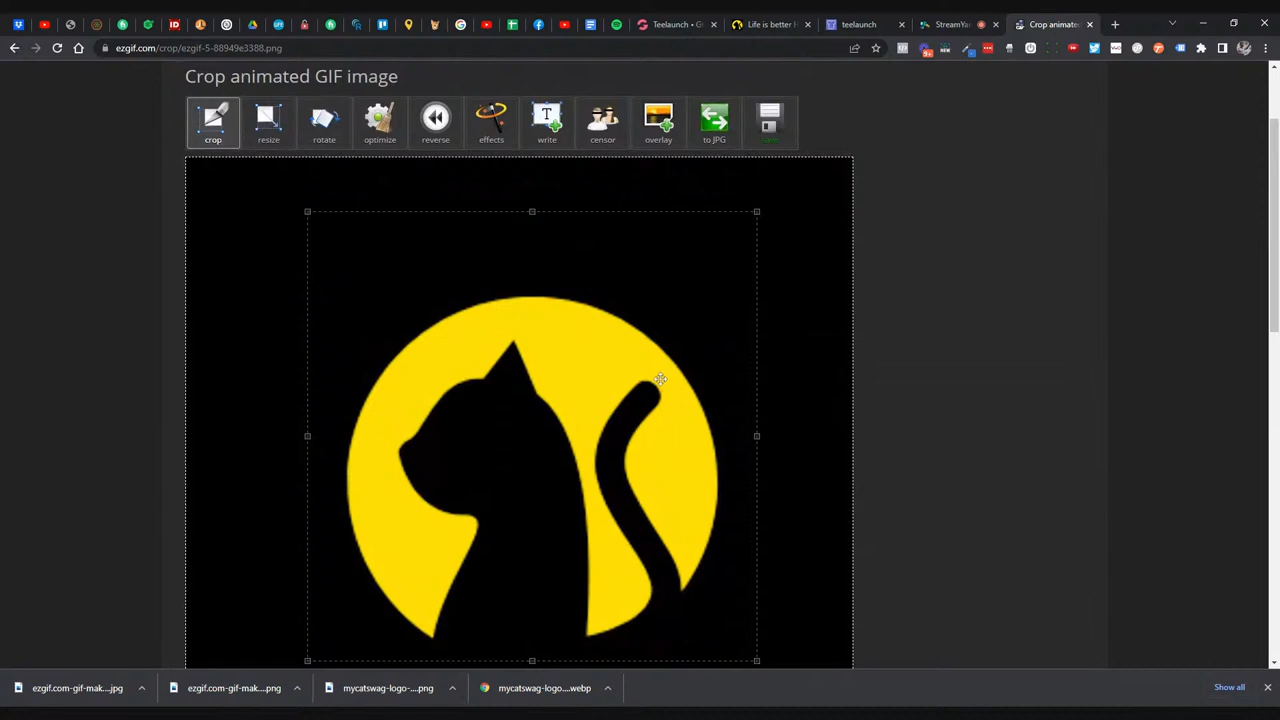 Teelaunch • G
Life is better H
teelaunch
StreamYa
Crop animate
ezgif.com/crop/ezgif-5-88949e3388.png
Crop animated GIF image
crop
resize
rotate
optimize
reverse
effects
T
write
censor
overlay
to JPG
save
ezgif.com-gif-mak....jpg
ezgif.com-gif-mak....png
mycatswag-logo-....png
mycatswag-logo....webp
Show all